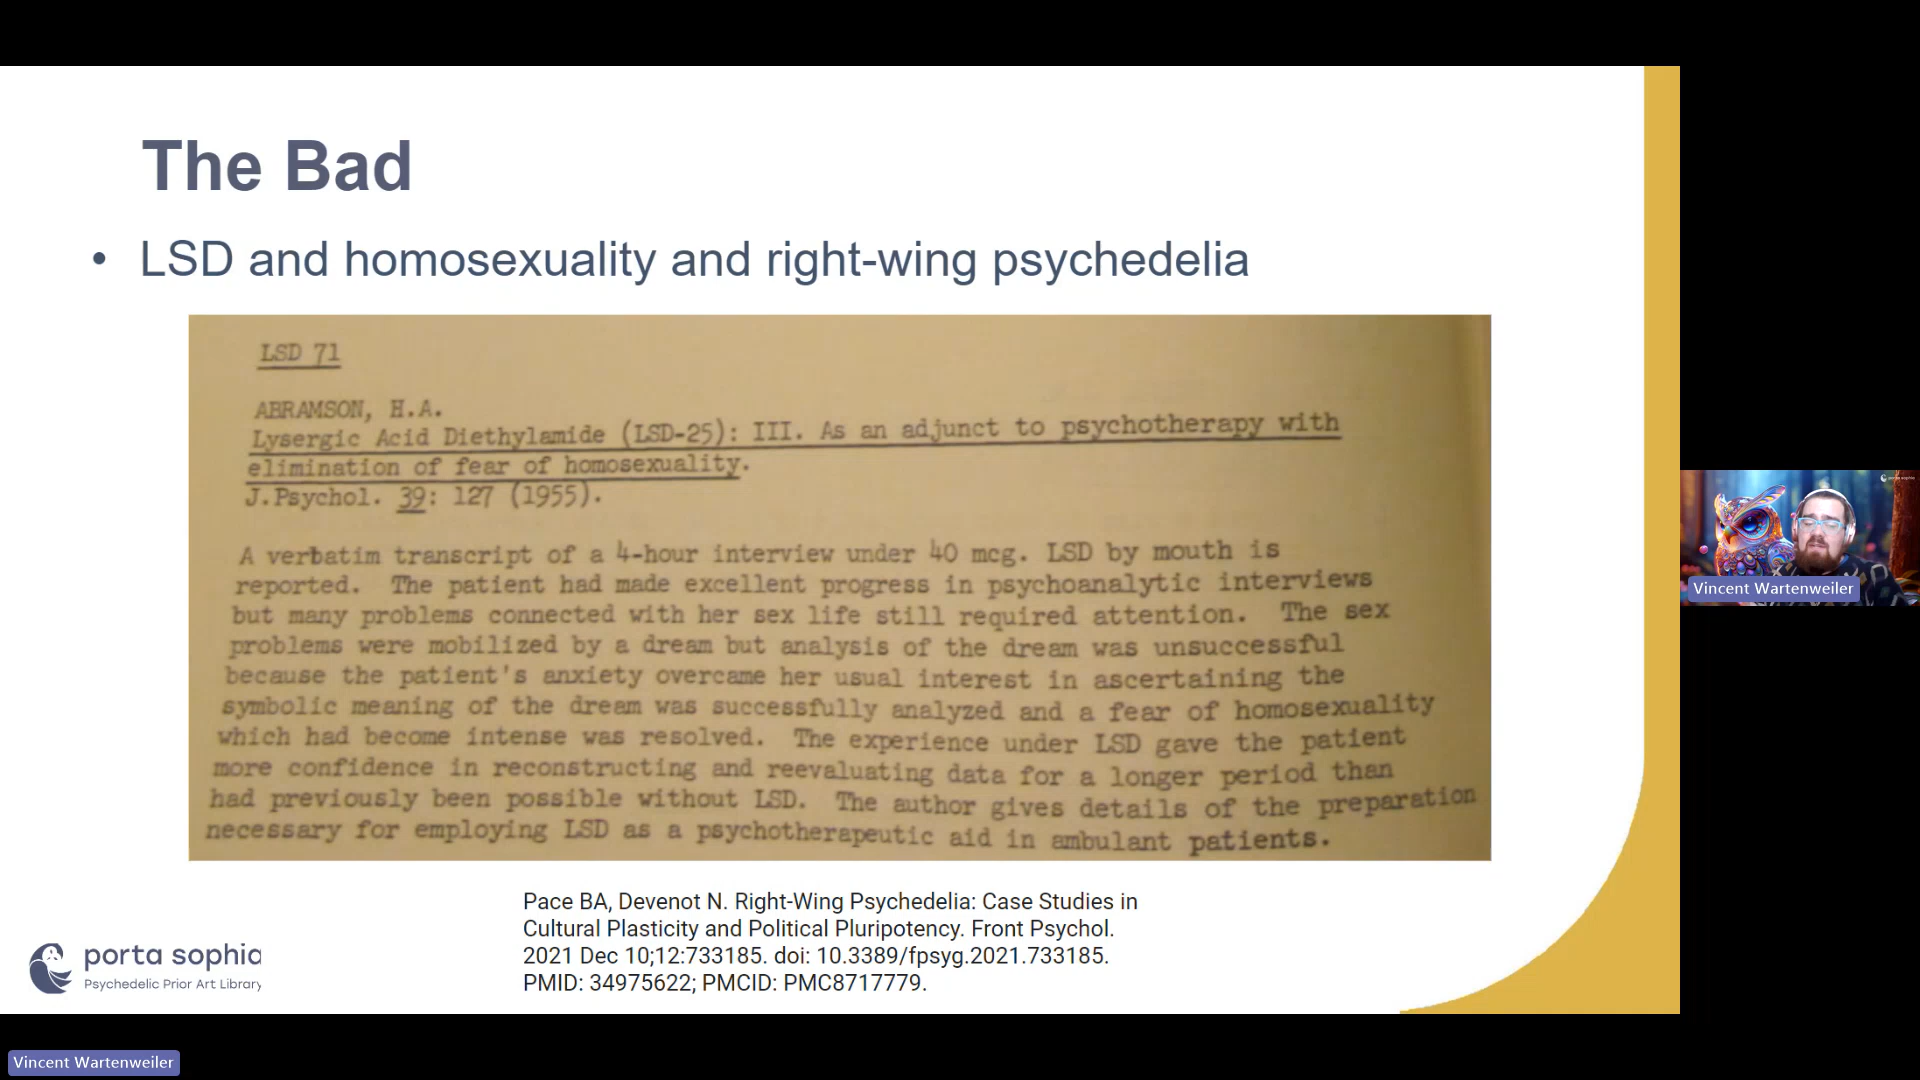 The Bad
• LSD and homosexuality and right-wing psychedelia
LSD 71
ABRAMSON, H.A.
Lysergic Acid Diethylamide (LSD-25): III. As an adjunct to psychotherapy with
elimination of fear of homosexuality.
J.Psychol. 39: 127 (1955).
A verbatim transcript of a 4-hour interview under 40 mcg. LSD by mouth is
reported. The patient had made excellent progress in psychoanalytic interviews
but many problems connected with her sex life still required attention. The sex
problems were mobilized by a dream but analysis of the dream was unsuccessful
because the patient's anxiety overcame her usual interest in ascertaining the
symbolic meaning of the dream was successfully analyzed and a fear of homosexuality
which had become intense was resolved. The experience under LSD gave the patient
more confidence in reconstructing and reevaluating data for a longer period than
had previously been possible without LSD. The author gives details of the preparation
necessary for employing LSD as a psychotherapeutic aid in ambulant patients.
Pace BA, Devenot N. Right-Wing Psychedelia: Case Studies in
Cultural Plasticity and Political Pluripotency. Front Psychol.
2021 Dec 10;12:733185. doi: 10.3389/fpsyg.2021.733185.
PMID: 34975622; PMCID: PMC8717779.
porta sophia
Psychedelic Prior Art Library
porta sophia
Vincent Wartenweiler
Vincent Wartenweiler